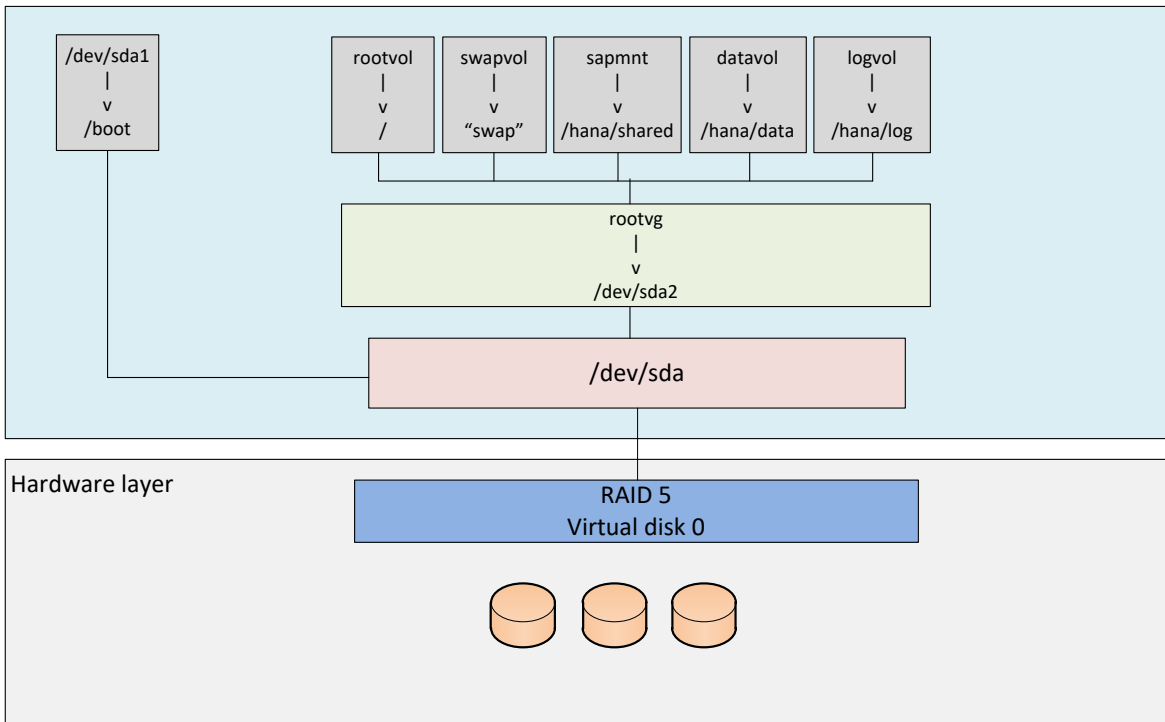 /dev/sda1
|
v
/boot
rootvol
|
v
/
swapvol
|
v
“swap”
sapmnt
|
v
/hana/shared
datavol
|
v
/hana/data
logvol
|
v
/hana/log
rootvg
|
v
/dev/sda2
/dev/sda
Hardware layer
RAID 5
Virtual disk 0